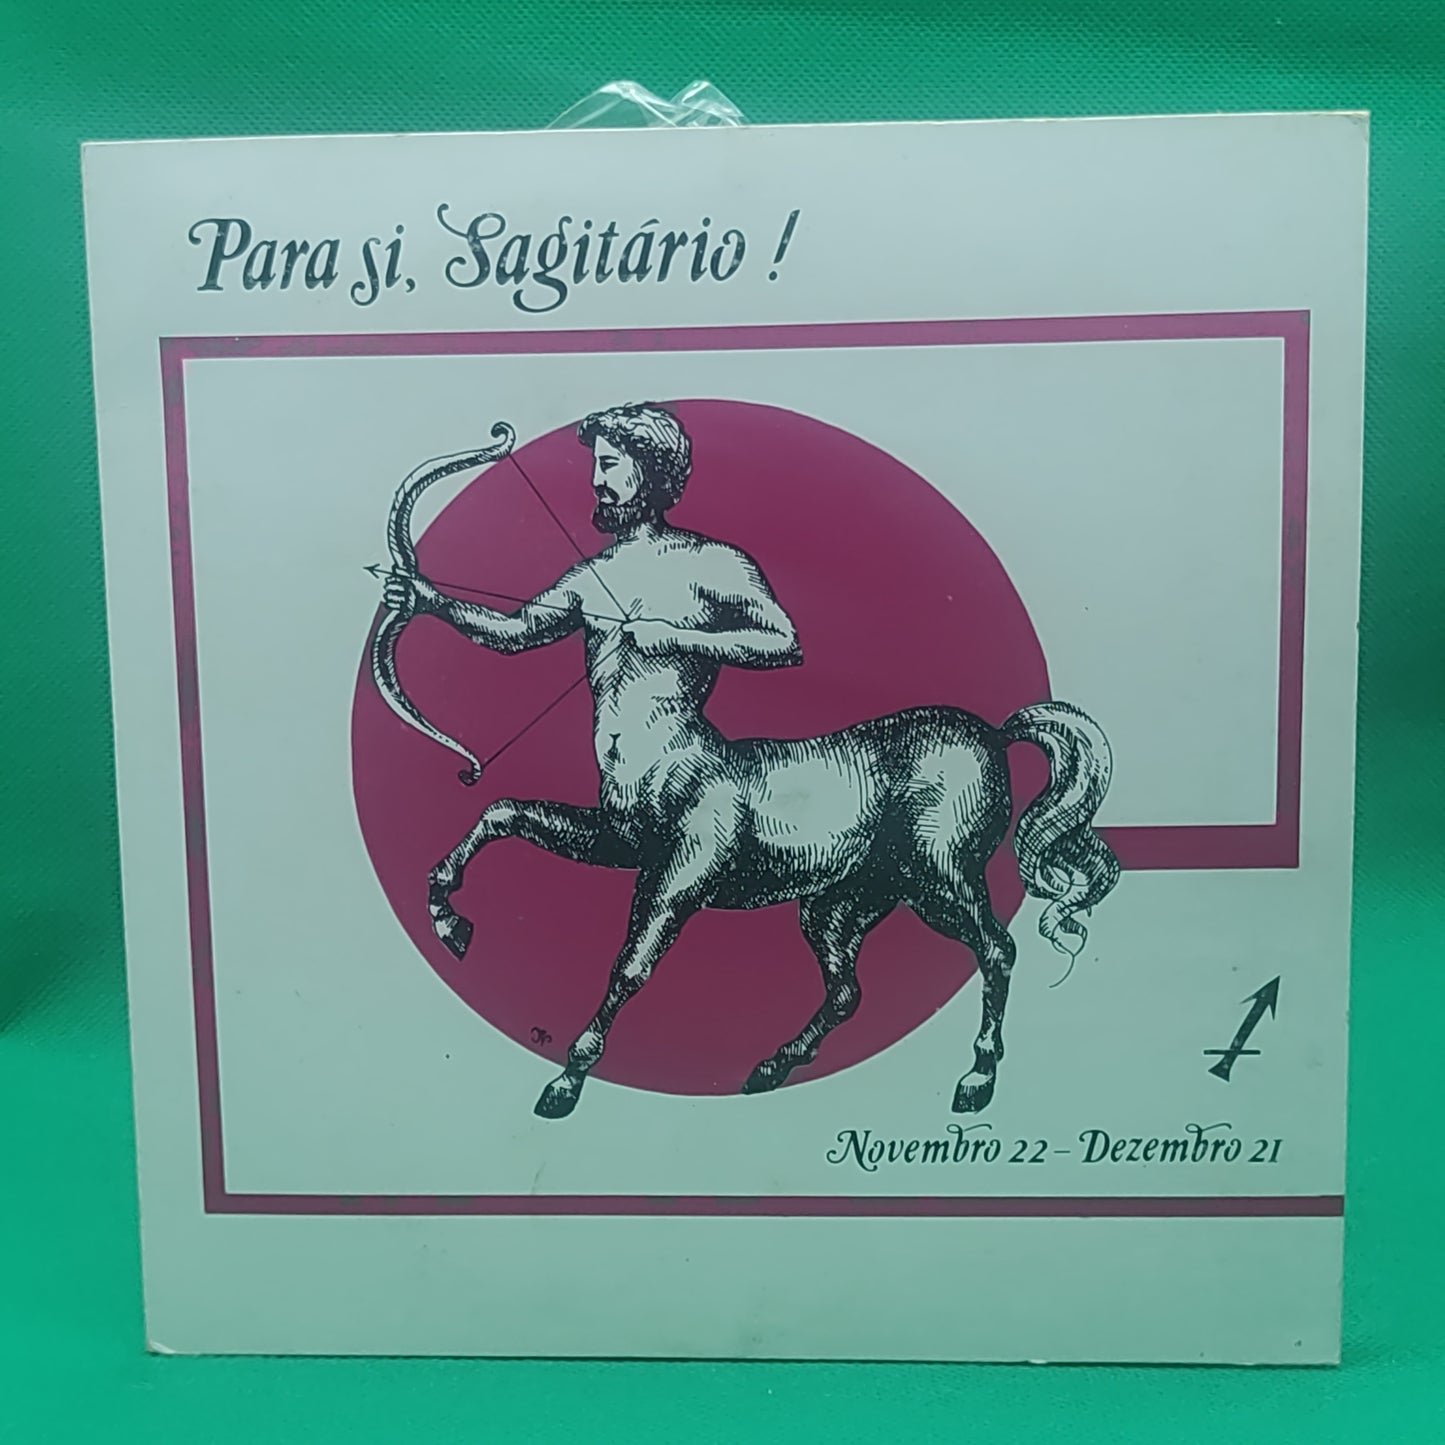 Para si, Sagitário !
Novembro 22 – Dezembro 21